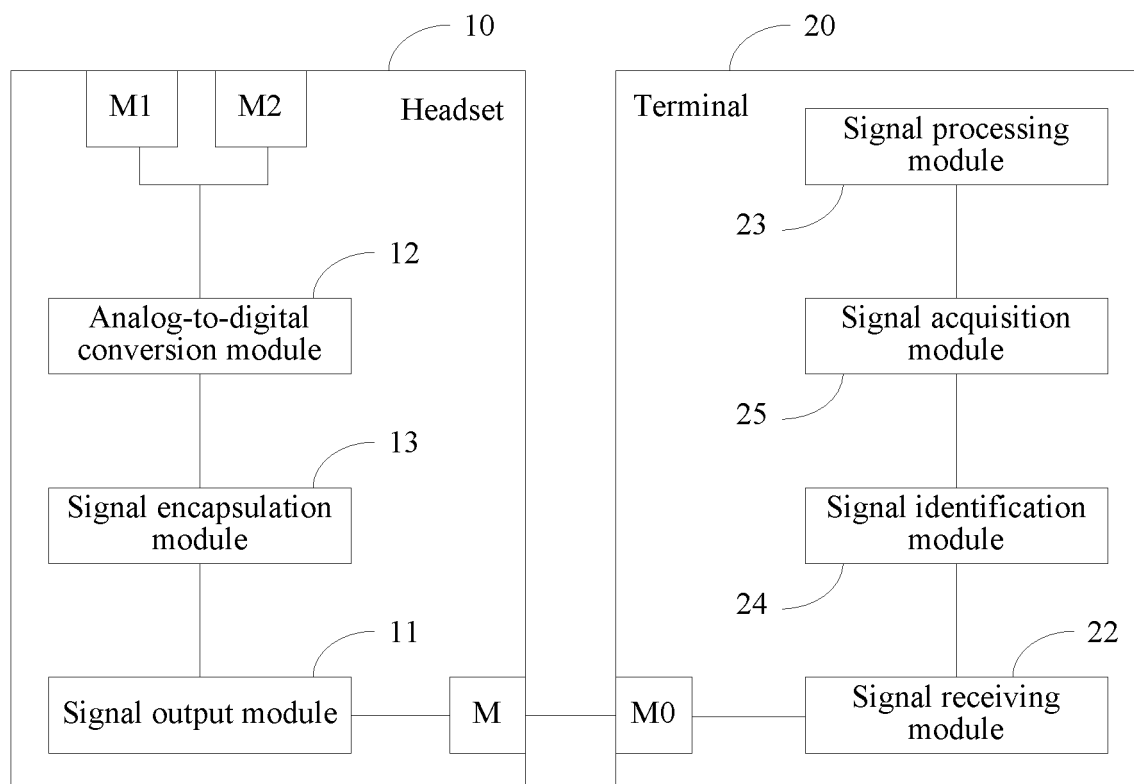 10
20
M1
M2
Headset
Terminal
Signal processing
module
23
12
Analog-to-digital
conversion module
Signal acquisition
module
25
13
Signal encapsulation
module
Signal identification
module
24
11
22
Signal output module
M
M0
Signal receiving
module